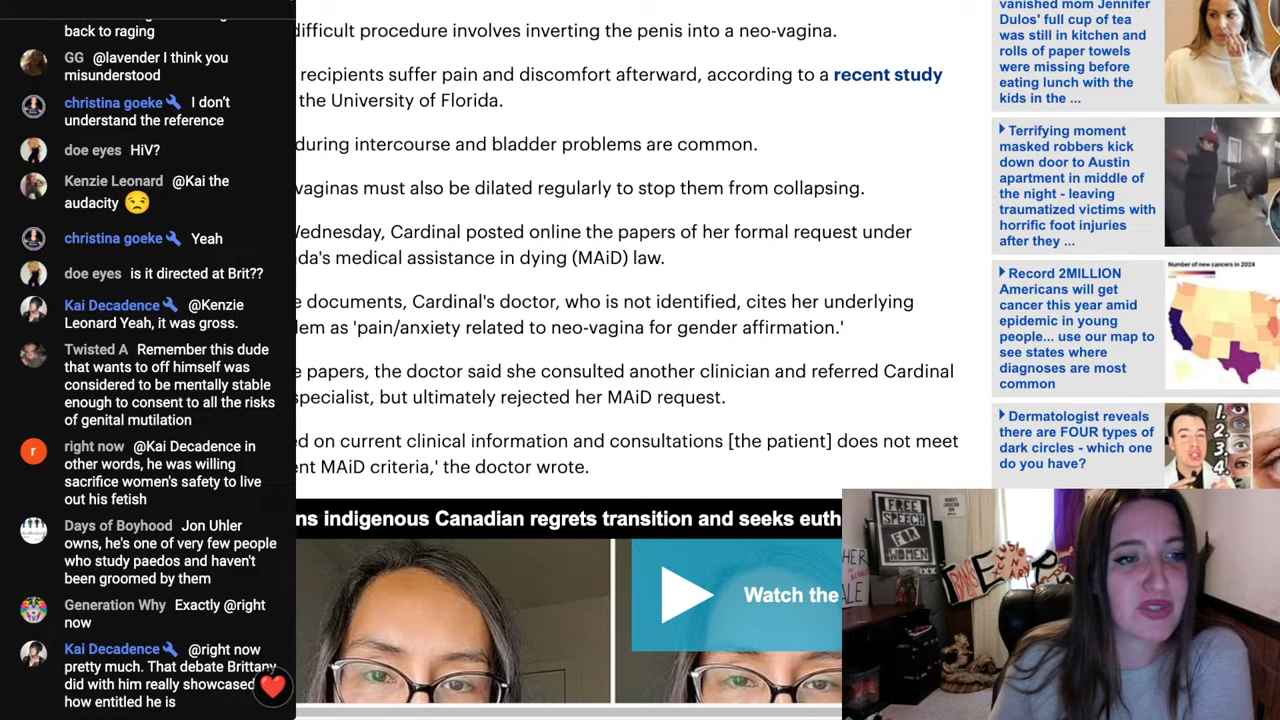 back to raging
GG @lavender I think you
misunderstood
christina goeke I don't
understand the reference
doe eyes HiV?
Kenzie Leonard @Kai the
audacity
christina goeke Yeah
doe eyes is it directed at Brit??
Kai Decadence @Kenzie
Leonard Yeah, it was gross.
Twisted A Remember this dude
that wants to off himself was
considered to be mentally stable
enough to consent to all the risks
of genital mutilation
r
right now @Kai Decadence in
other words, he was willing
sacrifice women's safety to live
out his fetish
Days of Boyhood Jon Uhler
owns, he's one of very few people
who study paedos and haven't
been groomed by them
Generation Why Exactly @right
now
Kai Decadence @right now
pretty much. That debate Brittany
did with him really showcased
how entitled he is
difficult procedure involves inverting the penis into a neo-vagina.
recipients suffer pain and discomfort afterward, according to a recent study
the University of Florida.
during intercourse and bladder problems are common.
vaginas must also be dilated regularly to stop them from collapsing.
Wednesday, Cardinal posted online the papers of her formal request under
da's medical assistance in dying (MAiD) law.
e documents, Cardinal's doctor, who is not identified, cites her underlying
lem as 'pain/anxiety related to neo-vagina for gender affirmation.'
e papers, the doctor said she consulted another clinician and referred Cardinal
specialist, but ultimately rejected her MAiD request.
ed on current clinical information and consultations [the patient] does not meet
ent MAiD criteria,' the doctor wrote.
ns indigenous Canadian regrets transition and seeks euth
Watch the
vanished mom Jennifer
Dulos' full cup of tea
was still in kitchen and
rolls of paper towels
were missing before
eating lunch with the
kids in the ...
Terrifying moment
masked robbers kick
down door to Austin
apartment in middle of
the night - leaving
traumatized victims with
horrific foot injuries
after they ...
Record 2MILLION
Americans will get
cancer this year amid
epidemic in young
people... use our map to
see states where
diagnoses are most
common
Number of new cancers in 2024
Dermatologist reveals
there are FOUR types of
dark circles - which one
do you have?
1.
2.
3.
4.
FREE
SPEECH
FOR
WOMEN
XX
HER
ALE
TERF